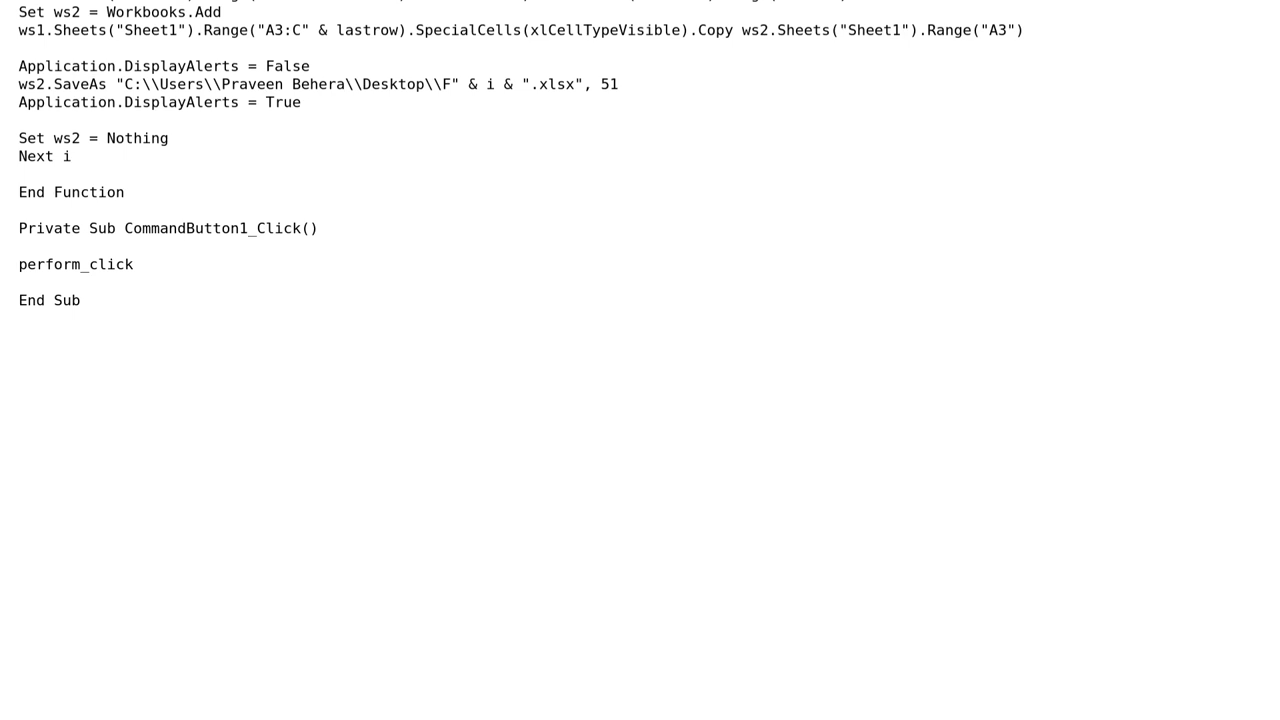 Set ws2 = Workbooks.Add
ws1.Sheets("Sheet1").Range("A3:C" & lastrow).SpecialCells(xlCellTypeVisible).Copy ws2.Sheets("Sheet1").Range("A3")
Application.DisplayAlerts = False
ws2.SaveAs "C:\\Users\\Praveen Behera\\Desktop\\F" & i & ".xlsx", 51
Application.DisplayAlerts = True
Set ws2 = Nothing
Next i
End Function
Private Sub CommandButton1_Click()
perform_click
End Sub